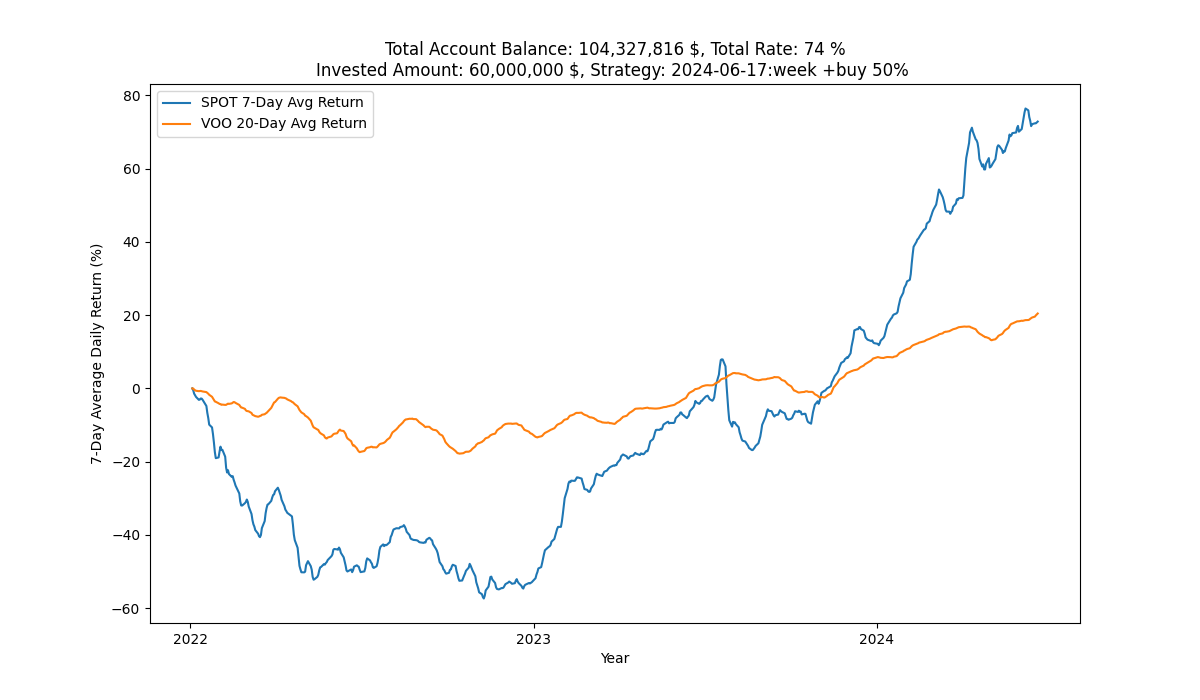 Total Account Balance: 104,327,816 $, Total Rate: 74 %
Invested Amount: 60,000,000 $, Strategy: 2024-06-17:week +buy 50%
SPOT 7-Day Avg Return
VOO 20-Day Avg Return
7-Day Average Daily Return (%)
80
60
40
20
0
−20
−40
−60
2022
2023
2024
Year